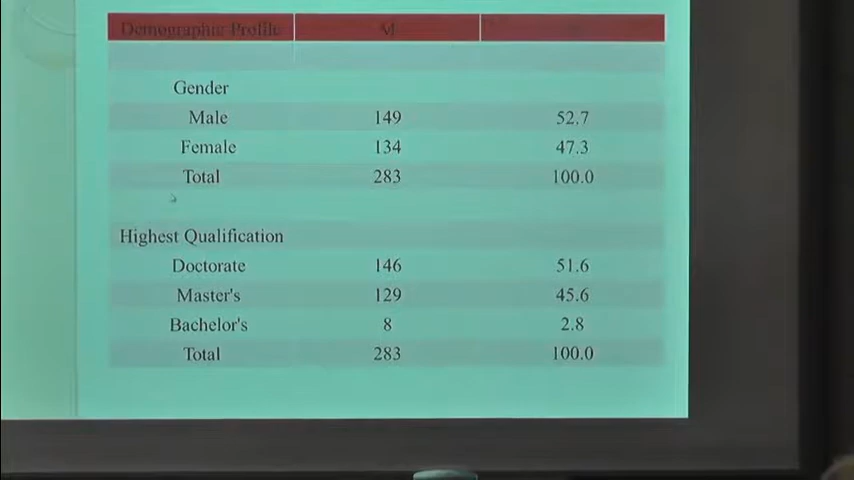 Demographic Profile
Gender
Male 149 52.7
Female 134 47.3
Total 283 100.0
Highest Qualification
Doctorate 146 51.6
Master's 129 45.6
Bachelor's 8 2.8
Total 283 100.0